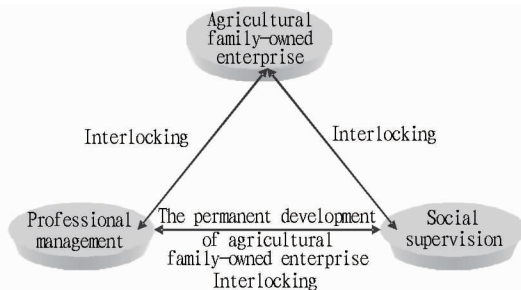 Agricultural
family-owned
enterprise
Interlocking
Interlocking
Professional
management
The permanent development
of agricultural
family-owned enterprise
Interlocking
Social
supervision